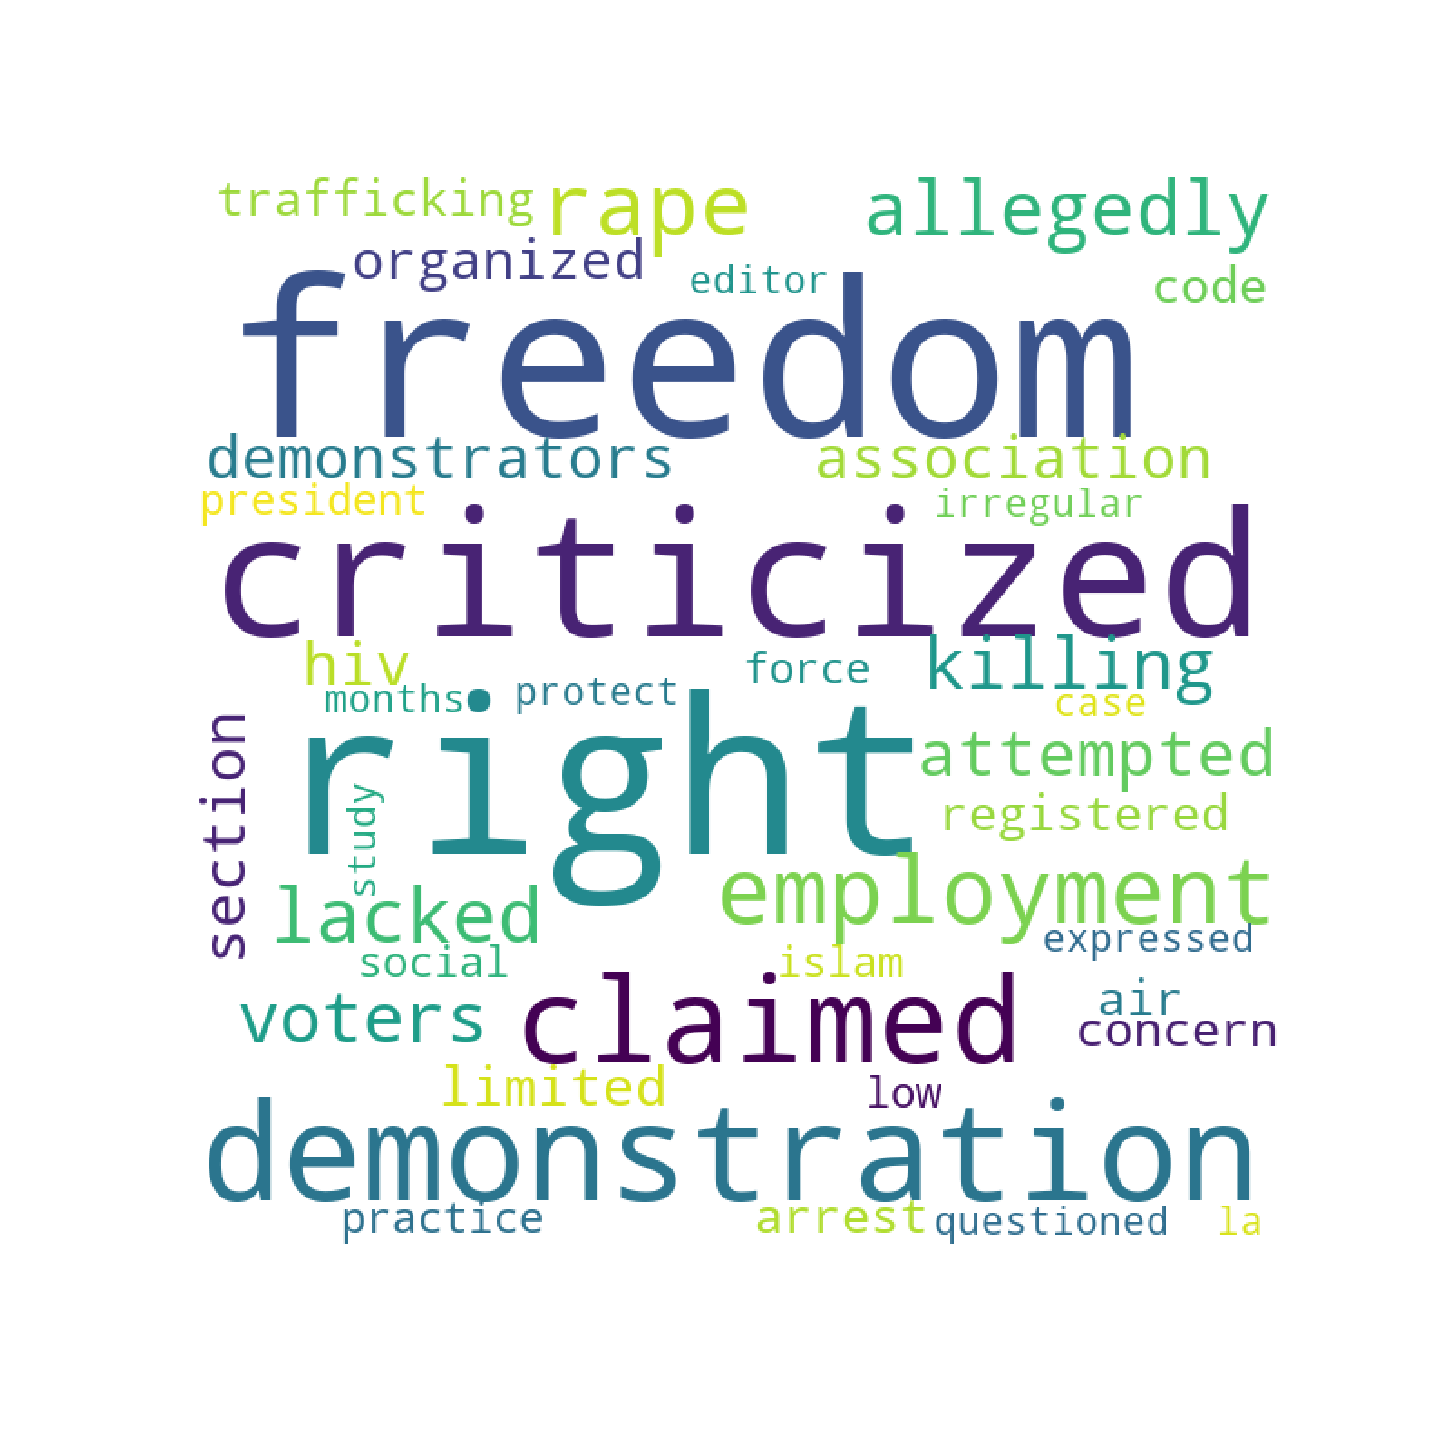 trafficking rape allegedly
organized editor code
freedom
demonstrators association
president irregular
criticized
hiv force killing
months protect case
right attempted
section study registered
lacked employment
social islam expressed
voters claimed air
concern
limited low
demonstration
practice arrest questioned la